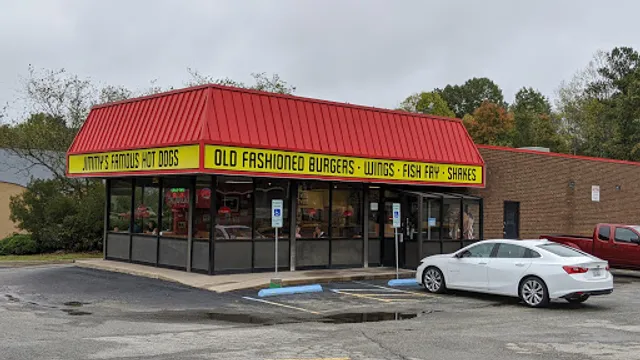 JIMMY'S FAMOUS HOT DOGS
OLD FASHIONED BURGERS · WINGS · FISH FRY · SHAKES